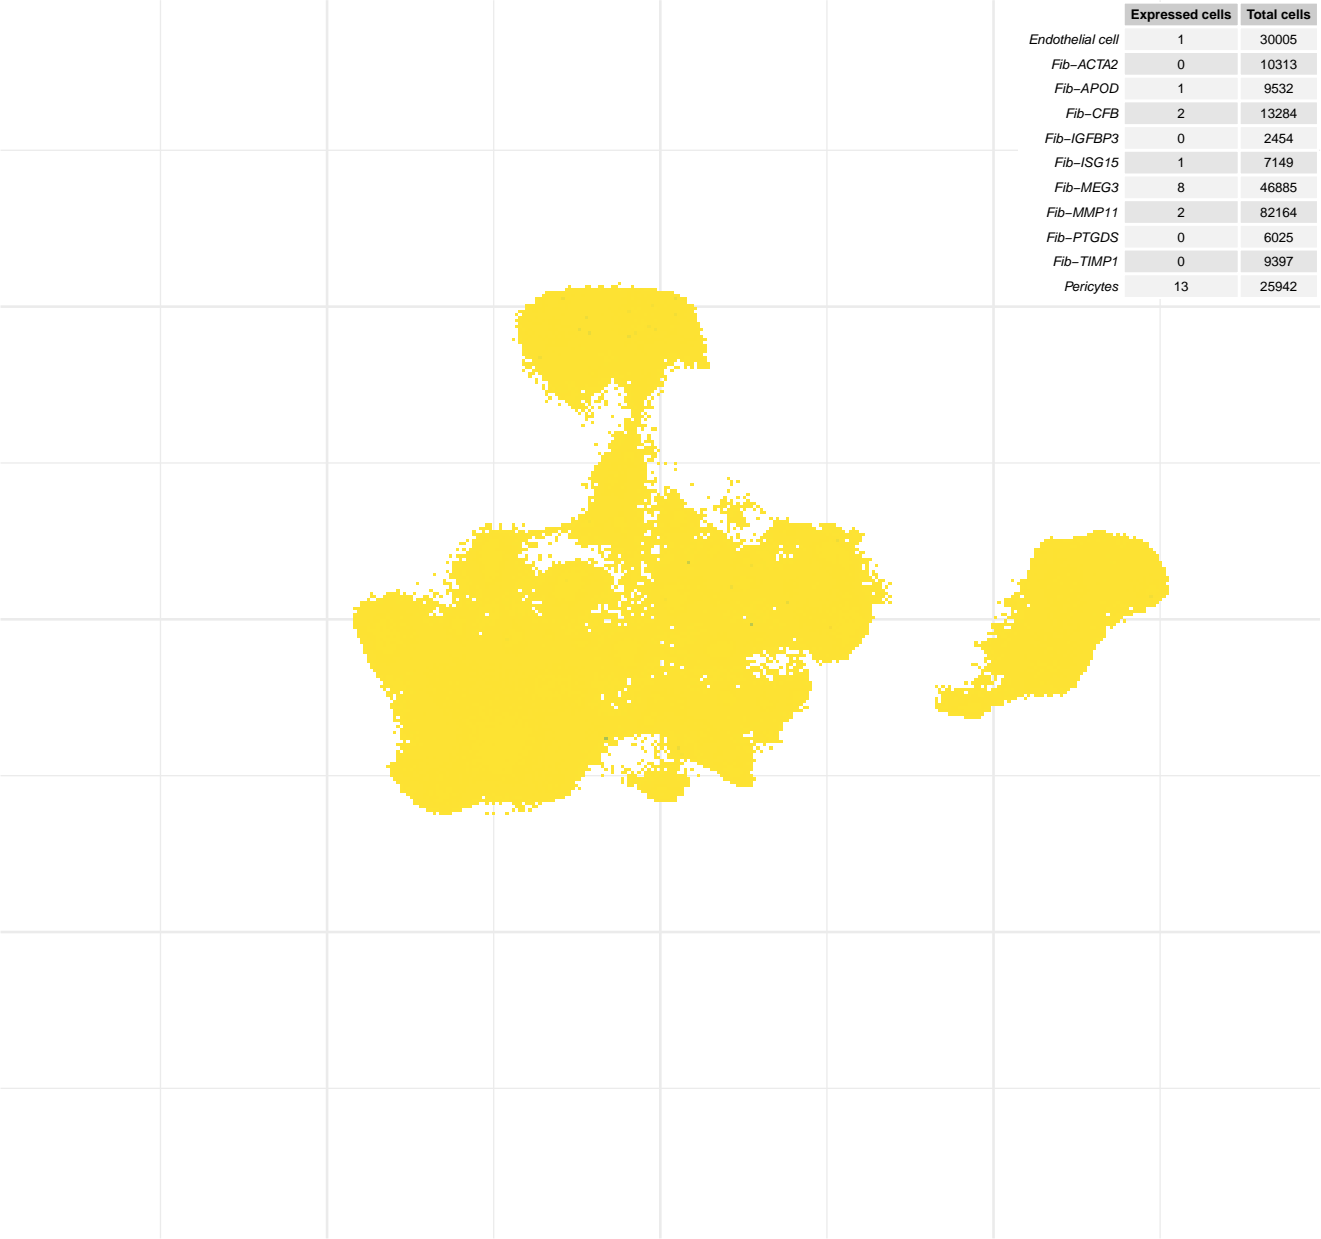 Expressed cells Total cells
Endothelial cell 1 30005
Fib−ACTA2 0 10313
Fib−APOD 1 9532
Fib−CFB 2 13284
Fib−IGFBP3 0 2454
Fib−ISG15 1 7149
Fib−MEG3 8 46885
Fib−MMP11 2 82164
Fib−PTGDS 0 6025
Fib−TIMP1 0 9397
Pericytes 13 25942